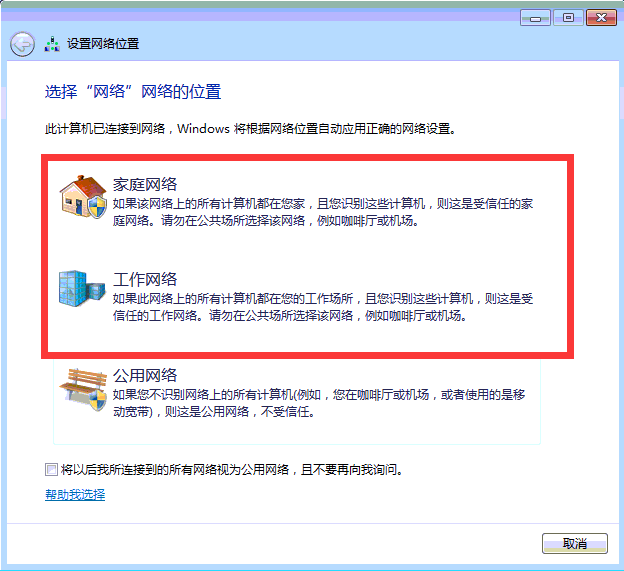 设置网络位置
选择“网络”网络的位置
此计算机已连接到网络，Windows 将根据网络位置自动应用正确的网络设置。
家庭网络
如果该网络上的所有计算机都在您家，且您识别这些计算机，则这是受信任的家
庭网络。请勿在公共场所选择该网络，例如咖啡厅或机场。
工作网络
如果此网络上的所有计算机都在您的工作场所，且您识别这些计算机，则这是受
信任的工作网络。请勿在公共场所选择该网络，例如咖啡厅或机场。
公用网络
如果您不识别网络上的所有计算机(例如，您在咖啡厅或机场，或者使用的是移
动宽带)，则这是公用网络，不受信任。
将以后我所连接到的所有网络视为公用网络，且不要再向我询问。
帮助我选择
取消